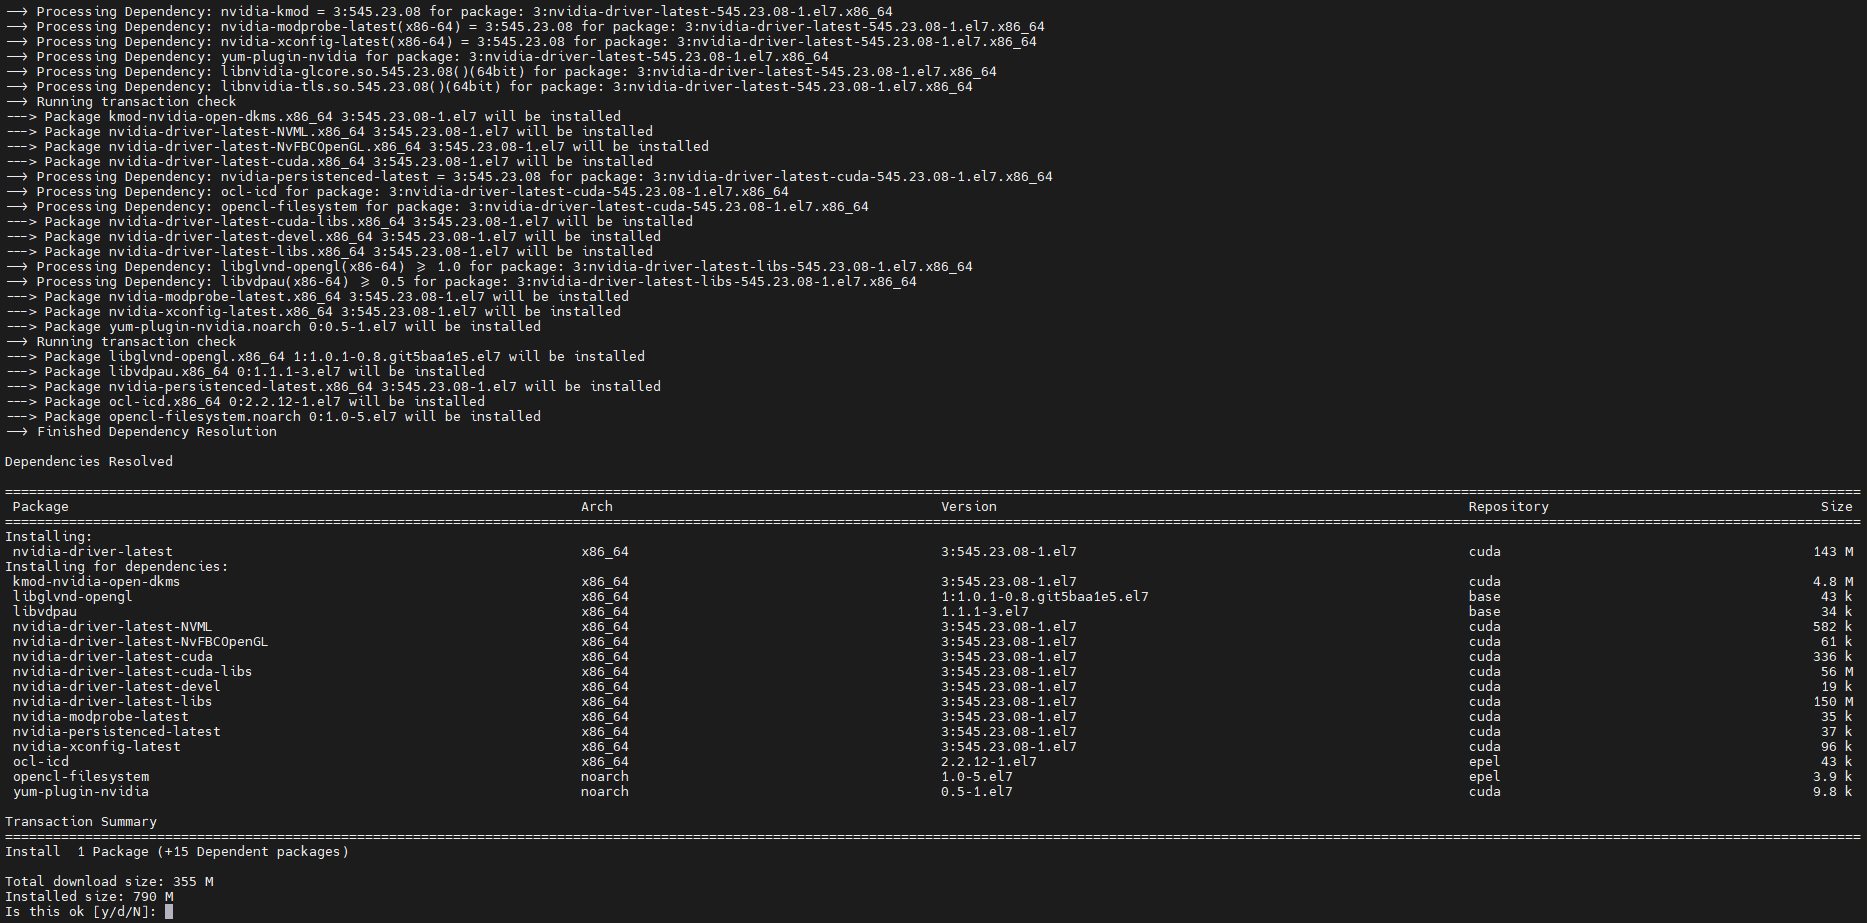 --> Processing Dependency: nvidia-kmod = 3:545.23.08 for package: 3:nvidia-driver-latest-545.23.08-1.el7.x86_64
--> Processing Dependency: nvidia-modprobe-latest(x86-64) = 3:545.23.08 for package: 3:nvidia-driver-latest-545.23.08-1.el7.x86_64
--> Processing Dependency: nvidia-xconfig-latest(x86-64) = 3:545.23.08 for package: 3:nvidia-driver-latest-545.23.08-1.el7.x86_64
--> Processing Dependency: yum-plugin-nvidia for package: 3:nvidia-driver-latest-545.23.08-1.el7.x86_64
--> Processing Dependency: libnvidia-glcore.so.545.23.08()(64bit) for package: 3:nvidia-driver-latest-545.23.08-1.el7.x86_64
--> Processing Dependency: libnvidia-tls.so.545.23.08()(64bit) for package: 3:nvidia-driver-latest-545.23.08-1.el7.x86_64
--> Running transaction check
---> Package kmod-nvidia-open-dkms.x86_64 3:545.23.08-1.el7 will be installed
---> Package nvidia-driver-latest-NVML.x86_64 3:545.23.08-1.el7 will be installed
---> Package nvidia-driver-latest-NvFBCOpenGL.x86_64 3:545.23.08-1.el7 will be installed
---> Package nvidia-driver-latest-cuda.x86_64 3:545.23.08-1.el7 will be installed
--> Processing Dependency: nvidia-persistenced-latest = 3:545.23.08 for package: 3:nvidia-driver-latest-cuda-545.23.08-1.el7.x86_64
--> Processing Dependency: ocl-icd for package: 3:nvidia-driver-latest-cuda-545.23.08-1.el7.x86_64
--> Processing Dependency: opencl-filesystem for package: 3:nvidia-driver-latest-cuda-545.23.08-1.el7.x86_64
---> Package nvidia-driver-latest-cuda-libs.x86_64 3:545.23.08-1.el7 will be installed
---> Package nvidia-driver-latest-devel.x86_64 3:545.23.08-1.el7 will be installed
---> Package nvidia-driver-latest-libs.x86_64 3:545.23.08-1.el7 will be installed
--> Processing Dependency: libglvnd-opengl(x86-64) >= 1.0 for package: 3:nvidia-driver-latest-libs-545.23.08-1.el7.x86_64
--> Processing Dependency: libvdpau(x86-64) >= 0.5 for package: 3:nvidia-driver-latest-libs-545.23.08-1.el7.x86_64
---> Package nvidia-modprobe-latest.x86_64 3:545.23.08-1.el7 will be installed
---> Package nvidia-xconfig-latest.x86_64 3:545.23.08-1.el7 will be installed
---> Package yum-plugin-nvidia.noarch 0:0.5-1.el7 will be installed
--> Running transaction check
---> Package libglvnd-opengl.x86_64 1:1.0.1-0.8.git5baa1e5.el7 will be installed
---> Package libvdpau.x86_64 0:1.1.1-3.el7 will be installed
---> Package nvidia-persistenced-latest.x86_64 3:545.23.08-1.el7 will be installed
---> Package ocl-icd.x86_64 0:2.2.12-1.el7 will be installed
---> Package opencl-filesystem.noarch 0:1.0-5.el7 will be installed
--> Finished Dependency Resolution
Dependencies Resolved
Package Arch Version Repository Size
Installing:
nvidia-driver-latest x86_64 3:545.23.08-1.el7 cuda 143 M
Installing for dependencies:
kmod-nvidia-open-dkms x86_64 3:545.23.08-1.el7 cuda 4.8 M
libglvnd-opengl x86_64 1:1.0.1-0.8.git5baa1e5.el7 base 43 k
libvdpau x86_64 1.1.1-3.el7 base 34 k
nvidia-driver-latest-NVML x86_64 3:545.23.08-1.el7 cuda 582 k
nvidia-driver-latest-NvFBCOpenGL x86_64 3:545.23.08-1.el7 cuda 61 k
nvidia-driver-latest-cuda x86_64 3:545.23.08-1.el7 cuda 336 k
nvidia-driver-latest-cuda-libs x86_64 3:545.23.08-1.el7 cuda 56 M
nvidia-driver-latest-devel x86_64 3:545.23.08-1.el7 cuda 19 k
nvidia-driver-latest-libs x86_64 3:545.23.08-1.el7 cuda 150 M
nvidia-modprobe-latest x86_64 3:545.23.08-1.el7 cuda 35 k
nvidia-persistenced-latest x86_64 3:545.23.08-1.el7 cuda 37 k
nvidia-xconfig-latest x86_64 3:545.23.08-1.el7 cuda 96 k
ocl-icd x86_64 2.2.12-1.el7 epel 43 k
opencl-filesystem noarch 1.0-5.el7 epel 3.9 k
yum-plugin-nvidia noarch 0.5-1.el7 cuda 9.8 k
Transaction Summary
Install 1 Package (+15 Dependent packages)
Total download size: 355 M
Installed size: 790 M
Is this ok [y/d/N]: